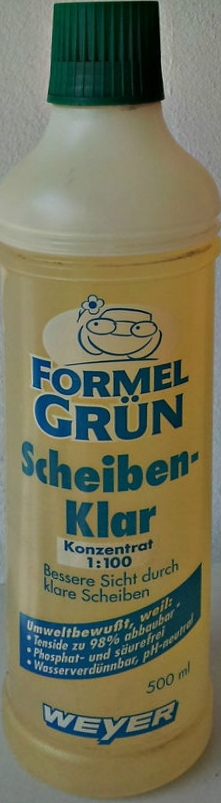 FORMEL
GRÜN
Scheiben-
Klar
Konzentrat
1:100
Bessere Sicht durch
klare Scheiben
Umweltbewußt, weil:
• Tenside zu 98% abbaubar
• Phosphat- und säurefrei
• Wasserverdünnbar, pH-neutral
500 ml
WEYER